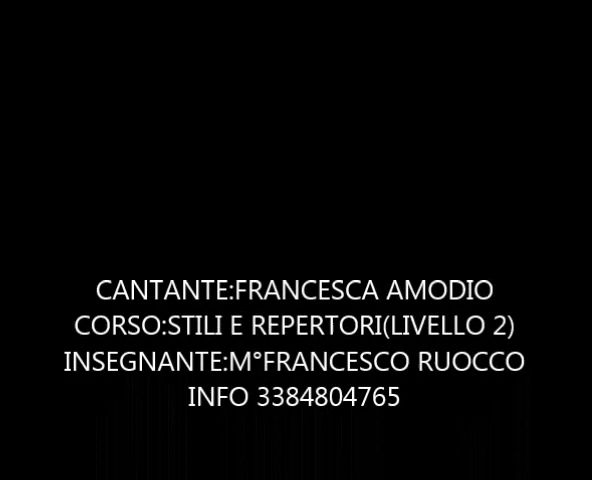 CANTANTE:FRANCESCA AMODIO
CORSO:STILI E REPERTORI(LIVELLO 2)
INSEGNANTE:M°FRANCESCO RUOCCO
INFO 3384804765